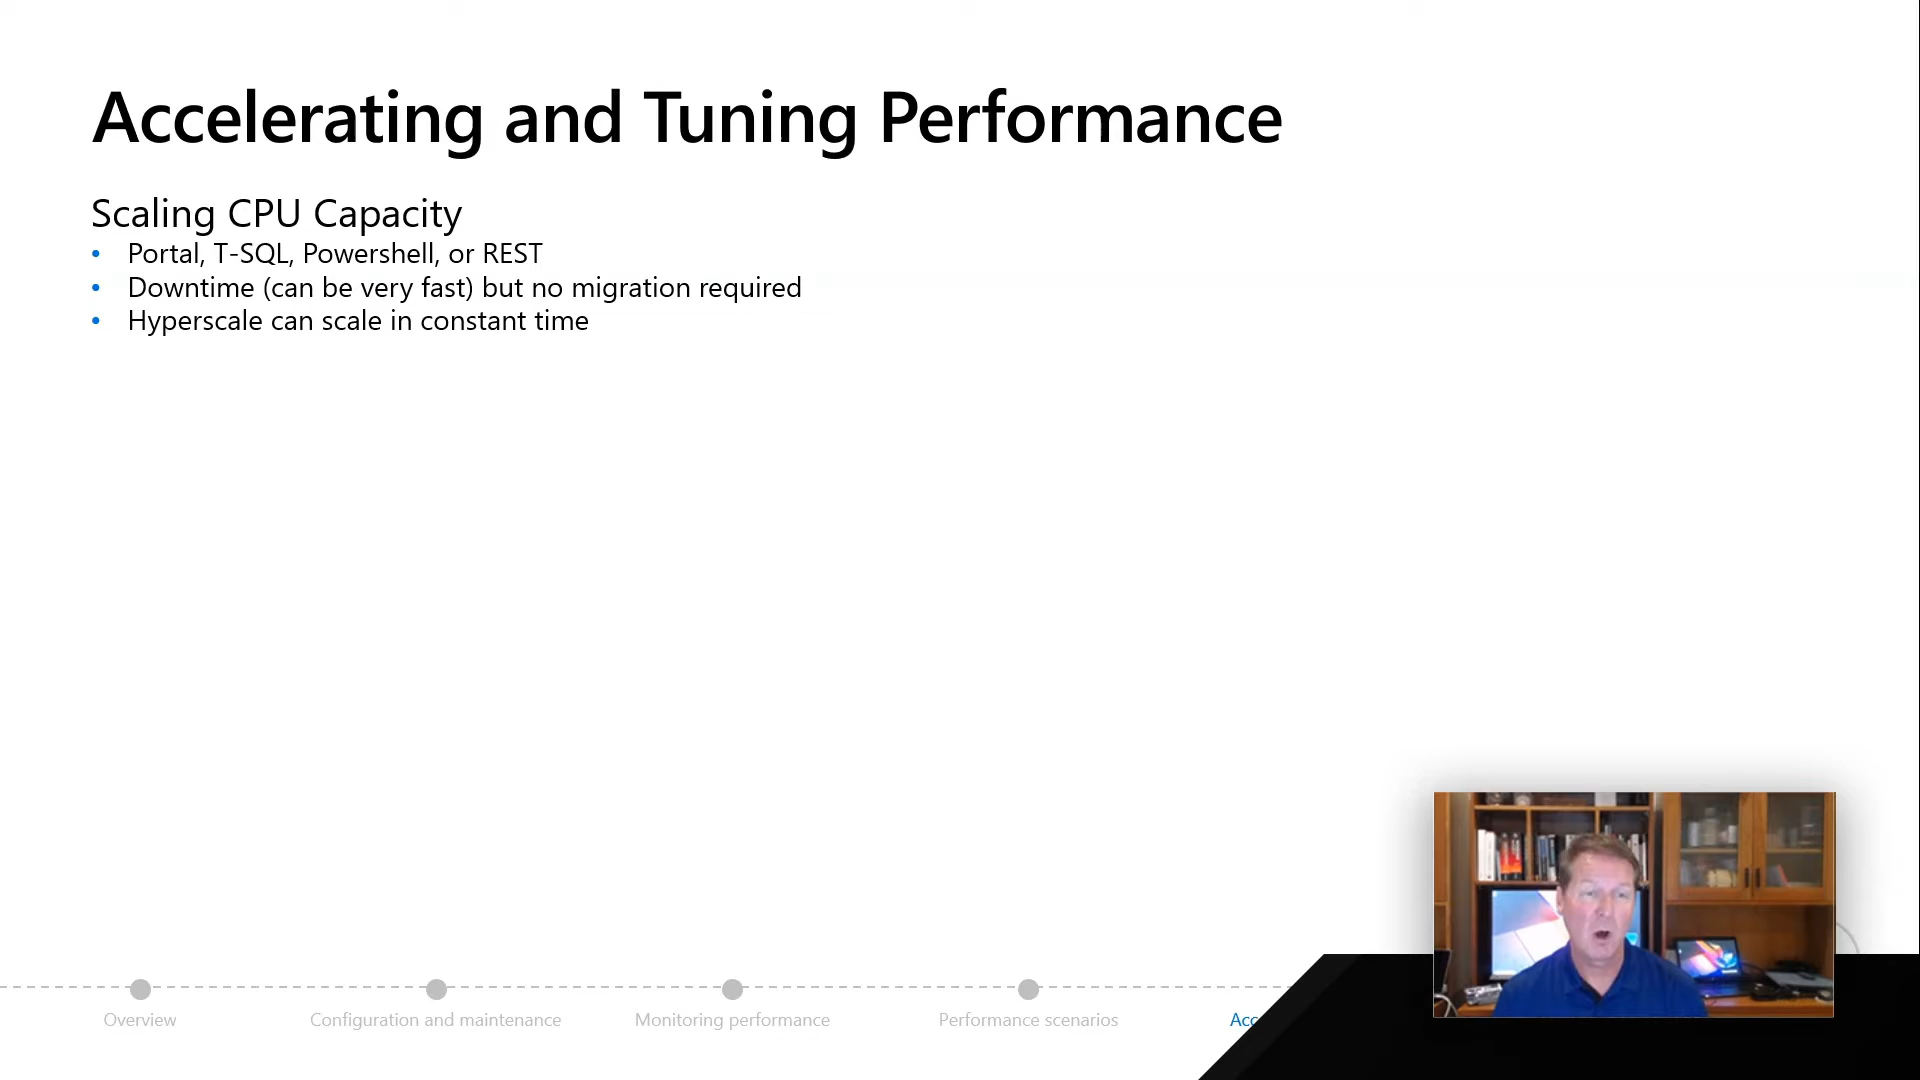 Accelerating and Tuning Performance
Scaling CPU Capacity
• Portal, T-SQL, Powershell, or REST
• Downtime (can be very fast) but no migration required
• Hyperscale can scale in constant time
Overview
Configuration and maintenance
Monitoring performance
Performance scenarios
Acc